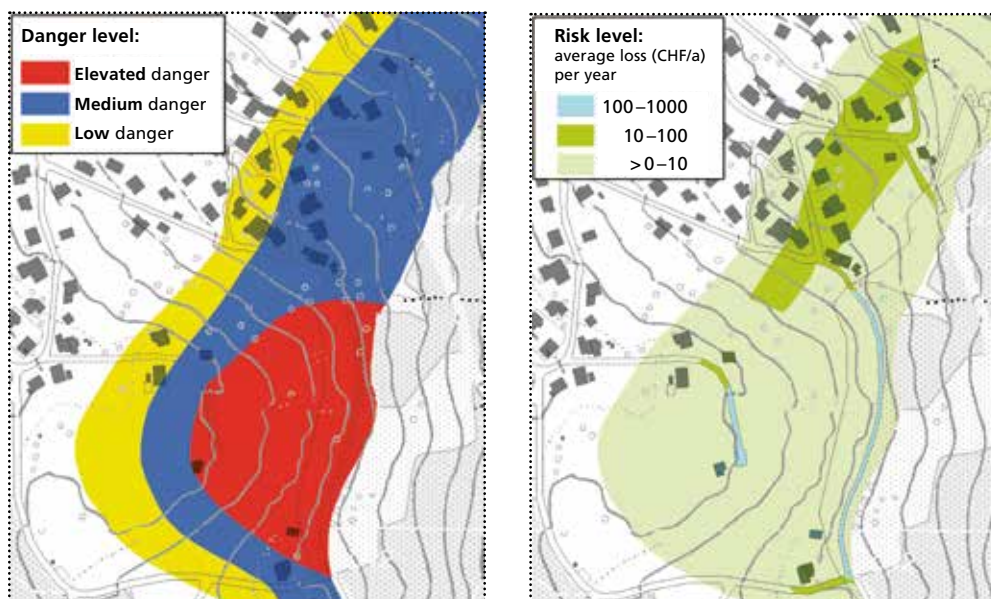 Danger level:
Elevated danger
Medium danger
Low danger
Risk level:
average loss (CHF/a)
per year
100–1000
10–100
>0–10